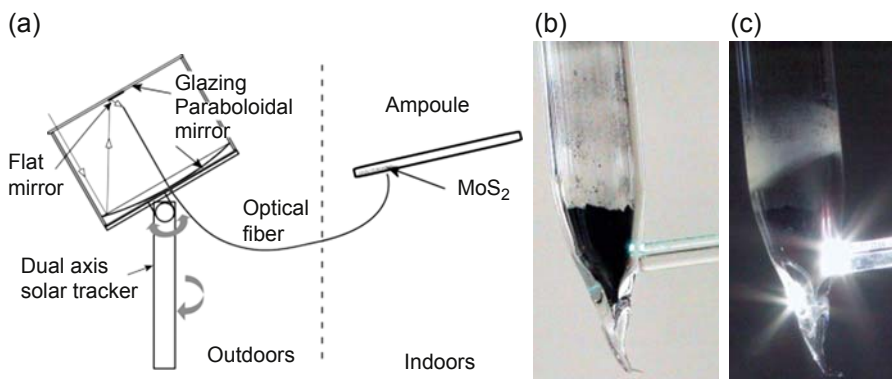 (a)
Glazing
Paraboloidal
mirror
Flat
mirror
Optical
fiber
Dual axis
solar tracker
Outdoors
Ampoule
MoS₂
Indoors
(b)
(c)